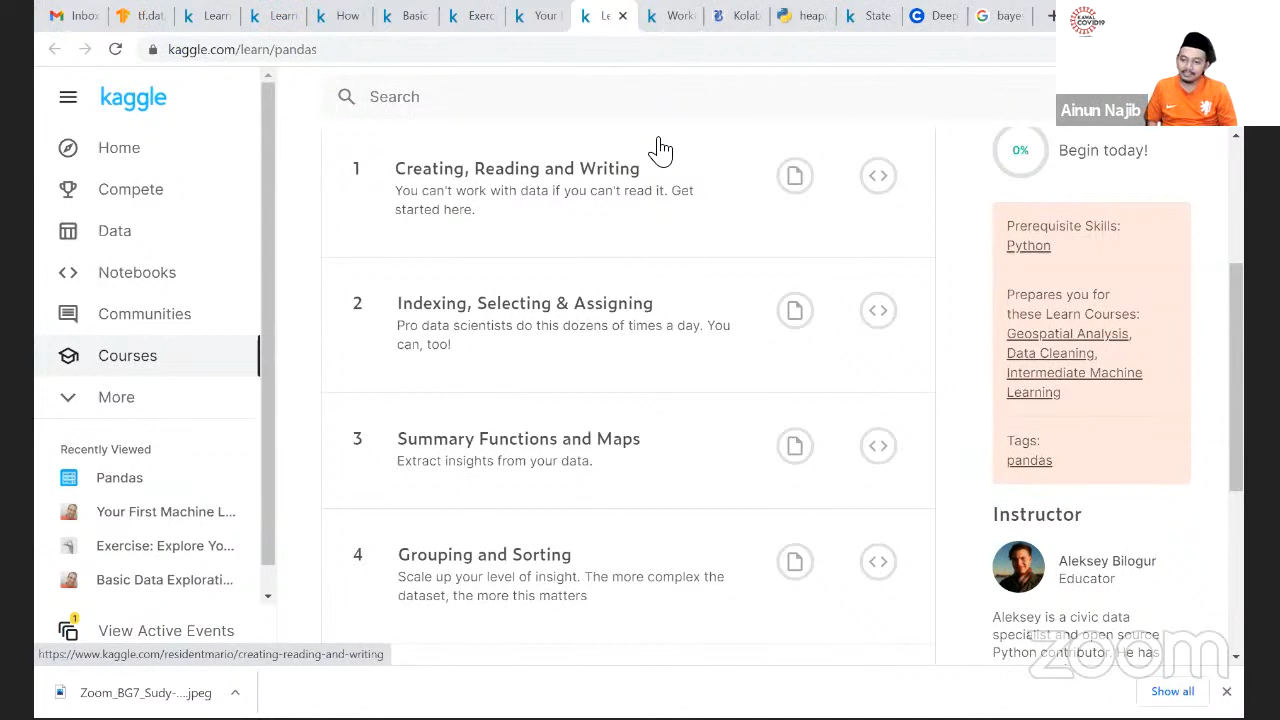 Inbox
tf.dat
Learn
Learn
How
Basic
Exerc
Your
Le
Work
Kolab
heapq
State
Deep
baye
KAWAL
COVID19
kaggle.com/learn/pandas
Ainun Najib
kaggle
Search
Home
Compete
Data
Notebooks
Communities
Courses
More
Recently Viewed
Pandas
Your First Machine L...
Exercise: Explore Yo...
Basic Data Explorati...
1
View Active Events
1
Creating, Reading and Writing
You can't work with data if you can't read it. Get
started here.
2
Indexing, Selecting & Assigning
Pro data scientists do this dozens of times a day. You
can, too!
3
Summary Functions and Maps
Extract insights from your data.
4
Grouping and Sorting
Scale up your level of insight. The more complex the
dataset, the more this matters
0%
Begin today!
Prerequisite Skills:
Python
Prepares you for
these Learn Courses:
Geospatial Analysis,
Data Cleaning,
Intermediate Machine
Learning
Tags:
pandas
Instructor
Aleksey Bilogur
Educator
Aleksey is a civic data
specialist and open source
Python contributor. He has
zoom
https://www.kaggle.com/residentmario/creating-reading-and-writing
Zoom_BG7_Sudy-....jpeg
Show all